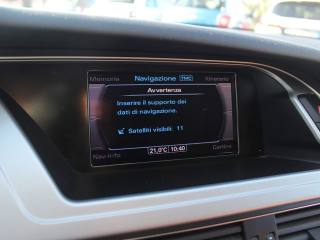 Memoria Navigazione TMC Itinerario
Avvertenza
Inserire il supporto dei
dati di navigazione.
Satelliti visibili: 11
Nav-Info Cartina
21,0°C 10:40